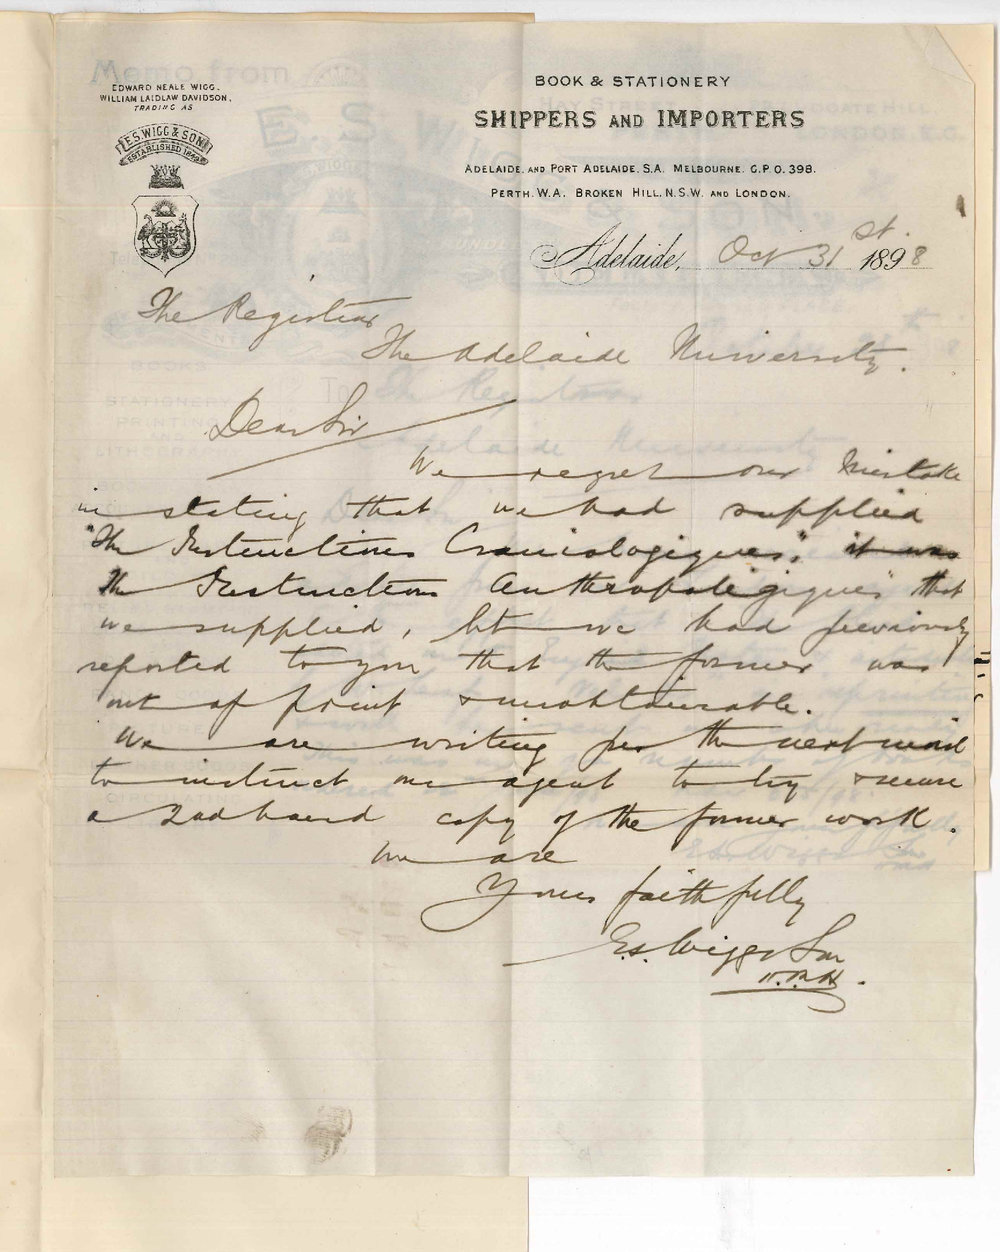 EDWARD NEALE WIGG.
WILLIAM LAIDLAW DAVIDSON,
TRADING AS
E.S. WIGG & SON
ESTABLISHED 1849
BOOK & STATIONERY
SHIPPERS AND IMPORTERS
ADELAIDE. AND PORT ADELAIDE. S.A. MELBOURNE. G.P.O. 398.
PERTH. W.A. BROKEN HILL. N.S.W. AND LONDON.
Adelaide, Oct 31st. 1898
The Registrar
The Adelaide University.
Dear Sir
We regret our mistake
in stating that we had supplied
"The Instructions Craniologiques", it was
The Instructions Anthropologiques" that
we supplied, but we had previously
reported to you that the former was
out of print & unobtainable.
We are writing per the next mail
to instruct our agent to try & secure
a 2nd hand copy of the former work.
We are
Yours faithfully
E.S. Wigg & Son